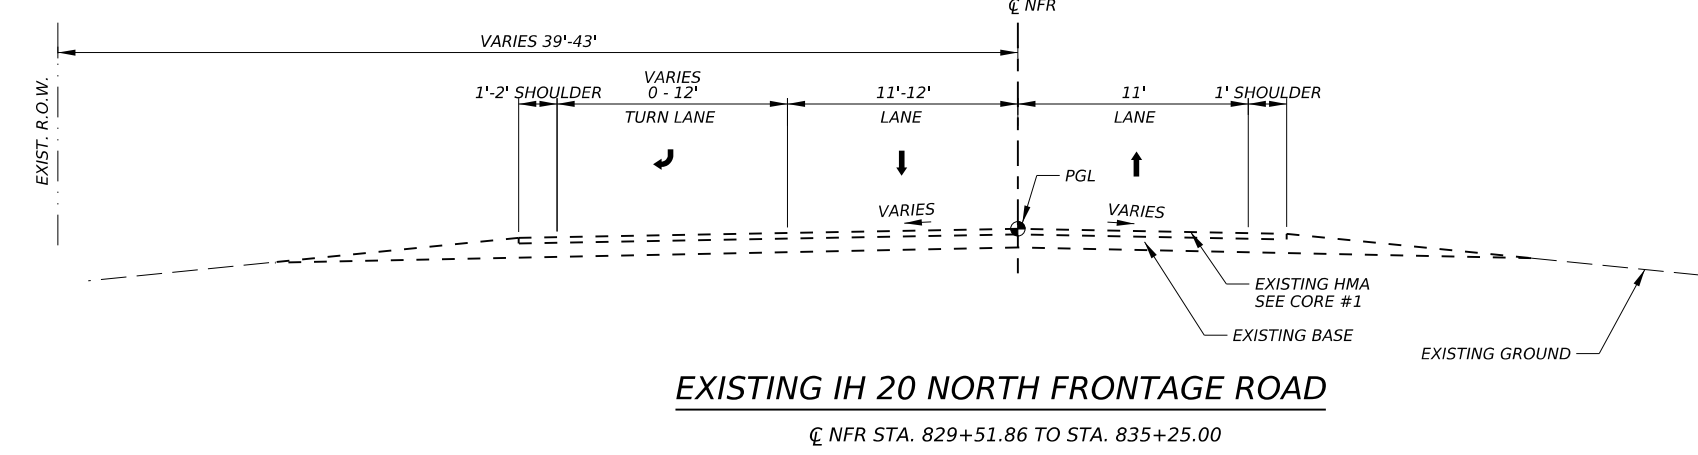 ℄ NFR
VARIES 39'-43'
EXIST. R.O.W.
1'-2' SHOULDER
VARIES
0 - 12'
TURN LANE
11'-12'
LANE
11'
LANE
1' SHOULDER
PGL
VARIES
VARIES
EXISTING HMA
SEE CORE #1
EXISTING BASE
EXISTING GROUND
EXISTING IH 20 NORTH FRONTAGE ROAD
℄ NFR STA. 829+51.86 TO STA. 835+25.00